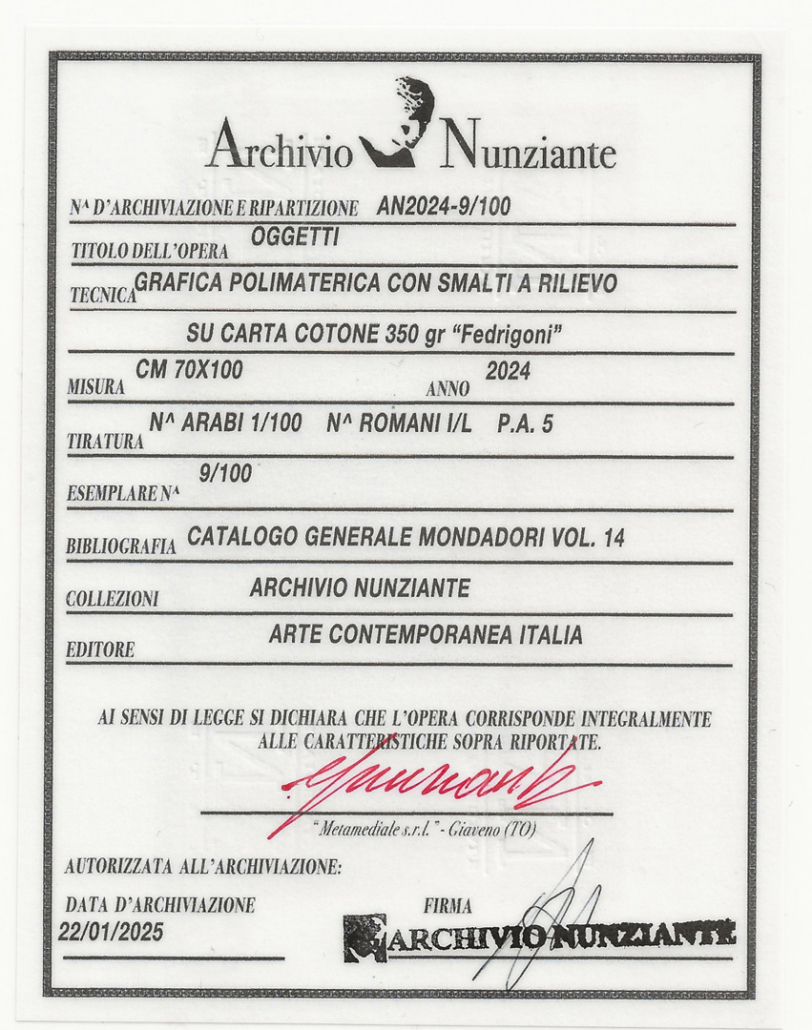 Archivio Nunziante
N^ D'ARCHIVIAZIONE E RIPARTIZIONE AN2024-9/100
TITOLO DELL'OPERA OGGETTI
TECNICA GRAFICA POLIMATERICA CON SMALTI A RILIEVO
SU CARTA COTONE 350 gr “Fedrigoni”
MISURA CM 70X100 ANNO 2024
TIRATURA N^ ARABI 1/100 N^ ROMANI I/L P.A. 5
ESEMPLARE N^ 9/100
BIBLIOGRAFIA CATALOGO GENERALE MONDADORI VOL. 14
COLLEZIONI ARCHIVIO NUNZIANTE
EDITORE ARTE CONTEMPORANEA ITALIA
AI SENSI DI LEGGE SI DICHIARA CHE L'OPERA CORRISPONDE INTEGRALMENTE
ALLE CARATTERISTICHE SOPRA RIPORTATE.
Nunziante
“Metamediale s.r.l.” - Giaveno (TO)
AUTORIZZATA ALL'ARCHIVIAZIONE:
DATA D'ARCHIVIAZIONE FIRMA
22/01/2025 ARCHIVIO NUNZIANTE